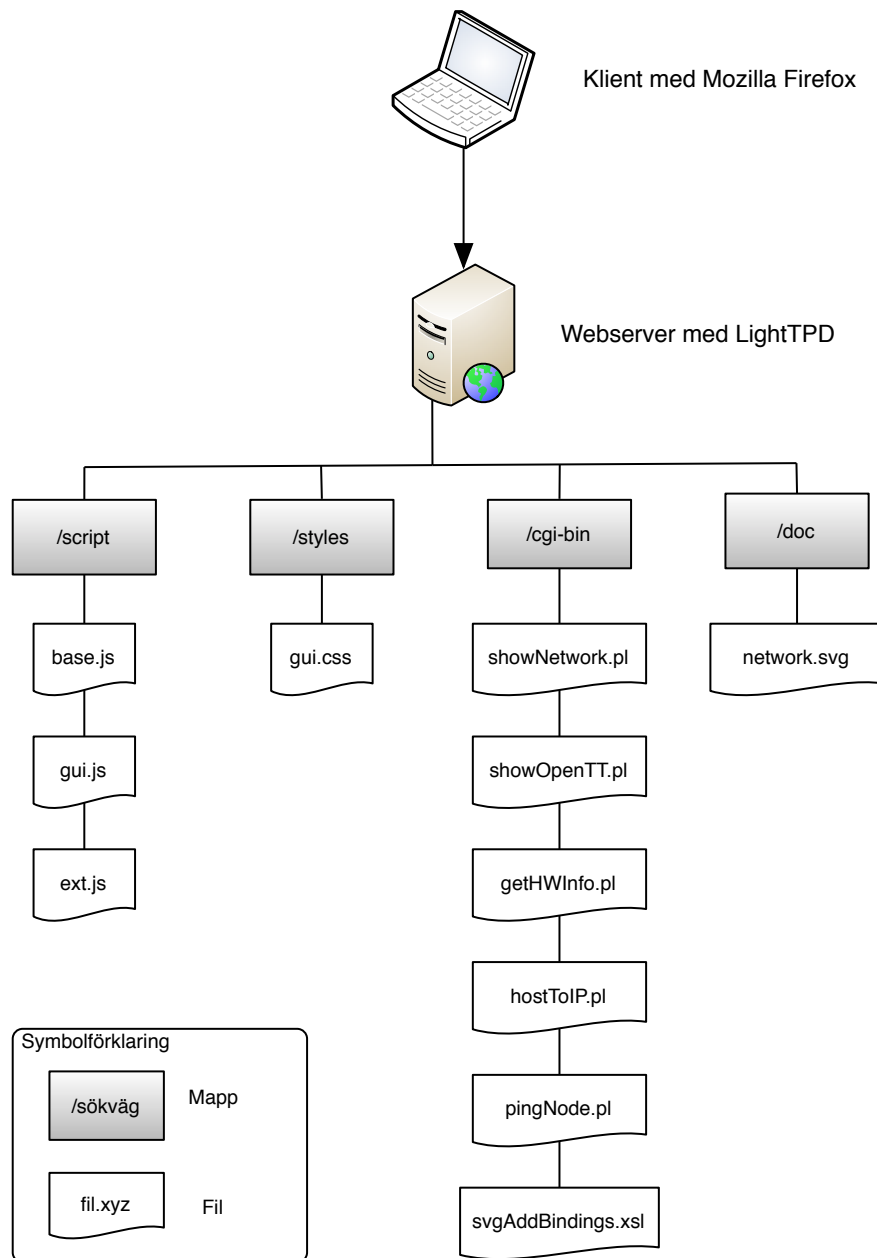 Klient med Mozilla Firefox
Webserver med LightTPD
/script
/styles
/cgi-bin
/doc
base.js
gui.css
showNetwork.pl
network.svg
gui.js
showOpenTT.pl
ext.js
getHWInfo.pl
hostToIP.pl
pingNode.pl
svgAddBindings.xsl
Symbolförklaring
/sökväg
Mapp
fil.xyz
Fil